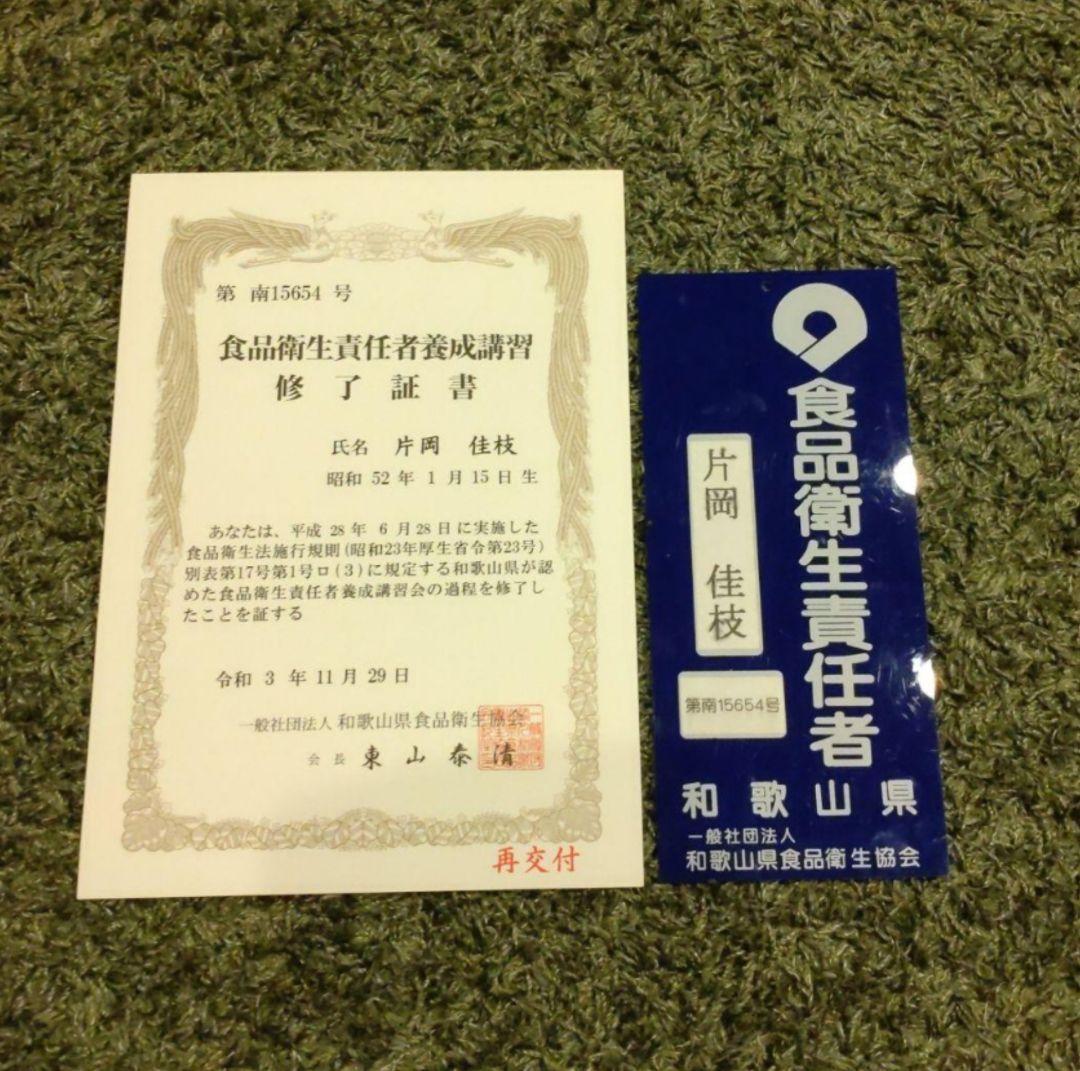 第 南15654 号
食品衛生責任者養成講習
修了証書
氏名 片岡 佳枝
昭和 52 年 1 月 15 日 生
あなたは、平成 28 年 6 月 28 日 に実施した
食品衛生法施行規則(昭和23年厚生省令第23号)
別表第17号第1号ロ(3)に規定する和歌山県が認
めた食品衛生責任者養成講習会の過程を修了し
たことを証する
令和 3 年 11 月 29 日
一般社団法人 和歌山県食品衛生協会
会長 東山泰清
再交付
食品衛生責任者
片岡 佳枝
第南15654号
和歌山県
一般社団法人
和歌山県食品衛生協会